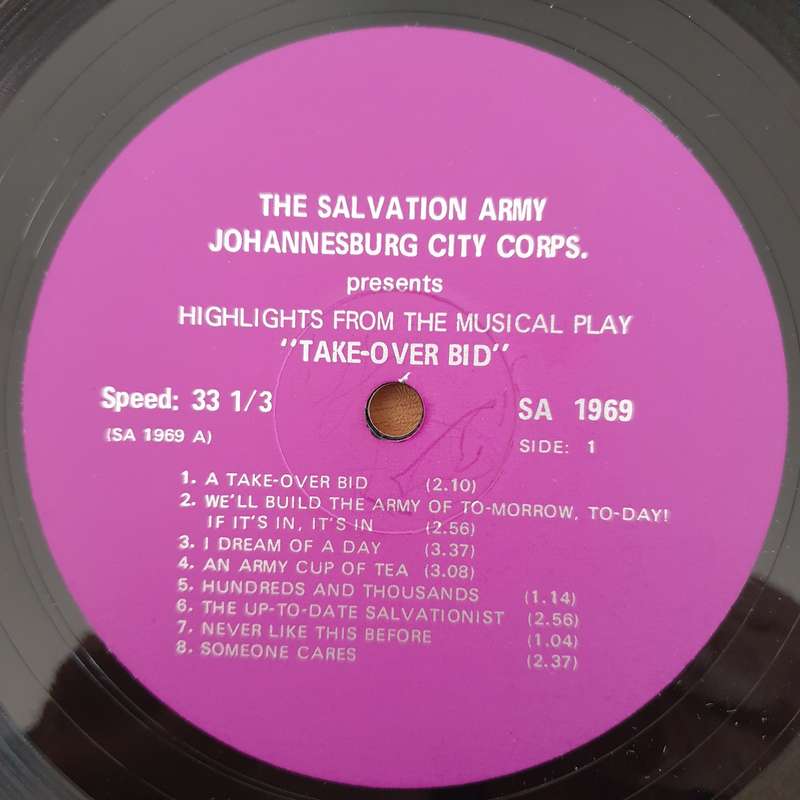 THE SALVATION ARMY
JOHANNESBURG CITY CORPS.
presents
HIGHLIGHTS FROM THE MUSICAL PLAY
"TAKE-OVER BID"
Speed: 33 1/3
SA 1969
(SA 1969 A)
SIDE: 1
1. A TAKE-OVER BID (2.10)
2. WE'LL BUILD THE ARMY OF TO-MORROW, TO-DAY!
IF IT'S IN, IT'S IN (2.56)
3. I DREAM OF A DAY (3.37)
4. AN ARMY CUP OF TEA (3.08)
5. HUNDREDS AND THOUSANDS (1.14)
6. THE UP-TO-DATE SALVATIONIST (2.56)
7. NEVER LIKE THIS BEFORE (1.04)
8. SOMEONE CARES (2.37)